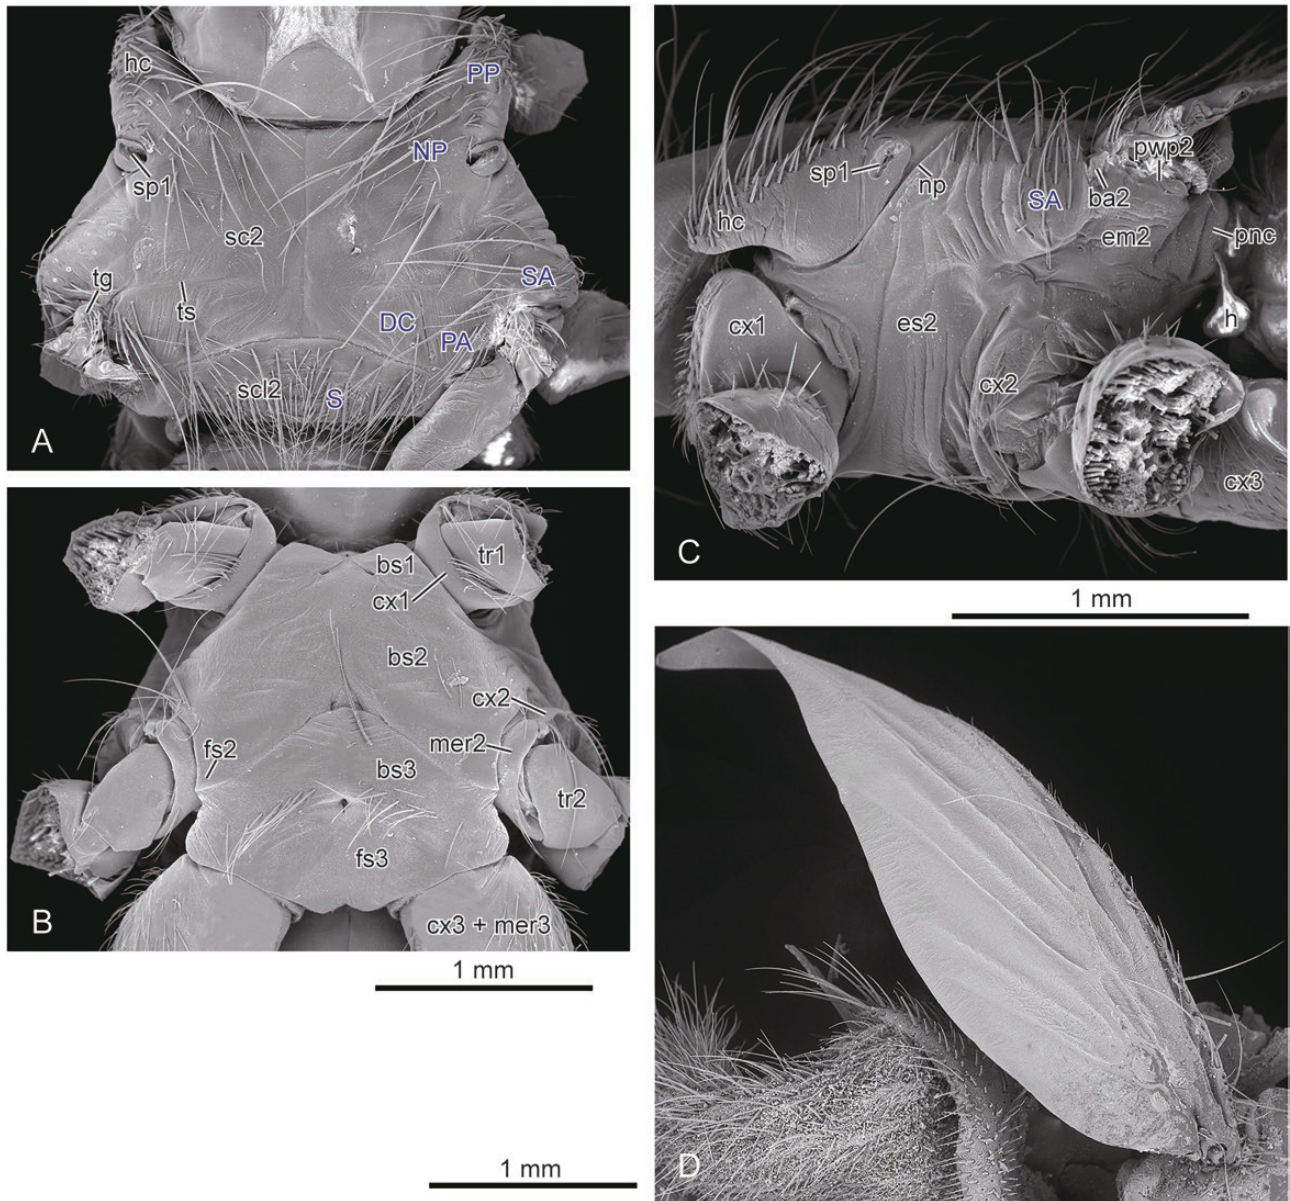 hc
PP
NP
sp1
sc2
SA
tg
ts
DC
PA
scl2
S
A
bs1
tr1
cx1
bs2
cx2
fs2
mer2
bs3
tr2
fs3
B
cx3 + mer3
1 mm
1 mm
sp1
np
pwp2
SA
ba2
hc
em2
pnc
cx1
es2
h
cx2
cx3
C
1 mm
D